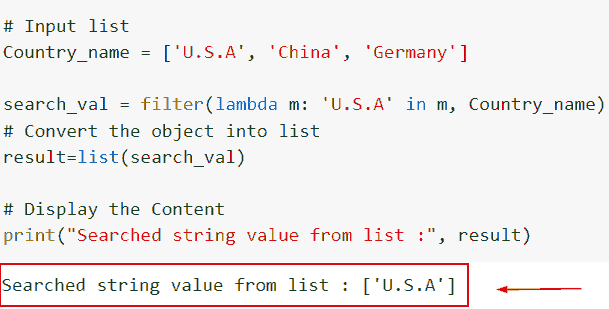 # Input list
Country_name = ['U.S.A', 'China', 'Germany']
search_val = filter(lambda m: 'U.S.A' in m, Country_name)
# Convert the object into list
result=list(search_val)
# Display the Content
print("Searched string value from list :", result)
Searched string value from list : ['U.S.A']